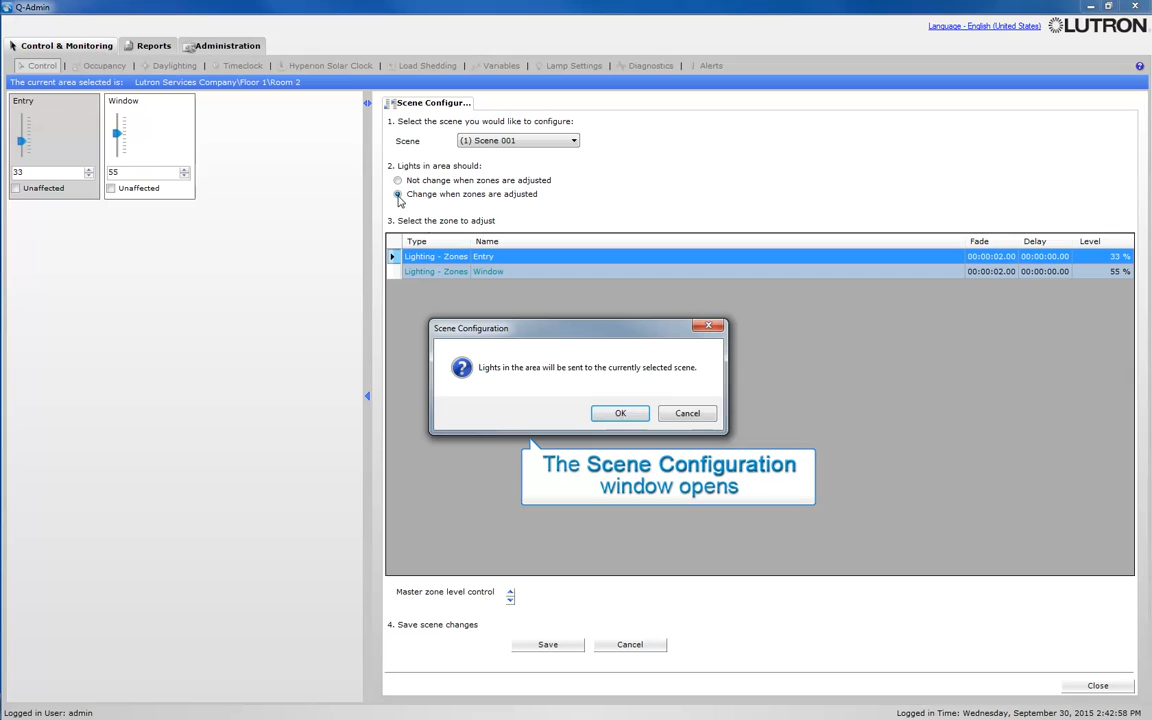 Q-Admin
Language - English (United States)
LUTRON
Control & Monitoring
Reports
Administration
Control | Occupancy | Daylighting | Timeclock | Hyperion Solar Clock | Load Shedding | Variables | Lamp Settings | Diagnostics | Alerts
The current area selected is: Lutron Services Company\Floor 1\Room 2
Entry
Window
33
55
Unaffected
Unaffected
Scene Configur...
1. Select the scene you would like to configure:
Scene
(1) Scene 001
2. Lights in area should:
Not change when zones are adjusted
Change when zones are adjusted
3. Select the zone to adjust
Type Name Fade Delay Level
Lighting - Zones Entry 00:00:02.00 00:00:00.00 33 %
Lighting - Zones Window 00:00:02.00 00:00:00.00 55 %
Scene Configuration
Lights in the area will be sent to the currently selected scene.
OK
Cancel
The Scene Configuration
window opens
Master zone level control
4. Save scene changes
Save
Cancel
Close
Logged in User: admin
Logged in Time: Wednesday, September 30, 2015 2:42:58 PM